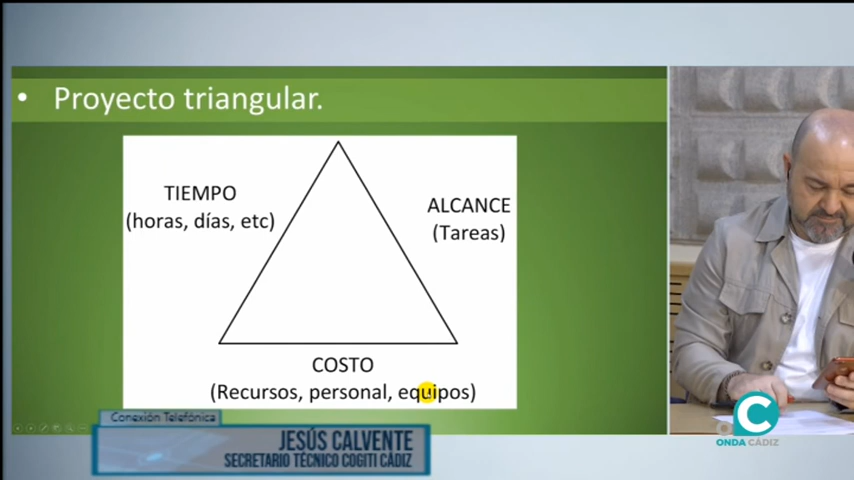 • Proyecto triangular.
TIEMPO
(horas, días, etc)
ALCANCE
(Tareas)
COSTO
(Recursos, personal, equipos)
Conexión Telefónica
JESÚS CALVENTE
SECRETARIO TÉCNICO COGITI CÁDIZ
ONDA CÁDIZ